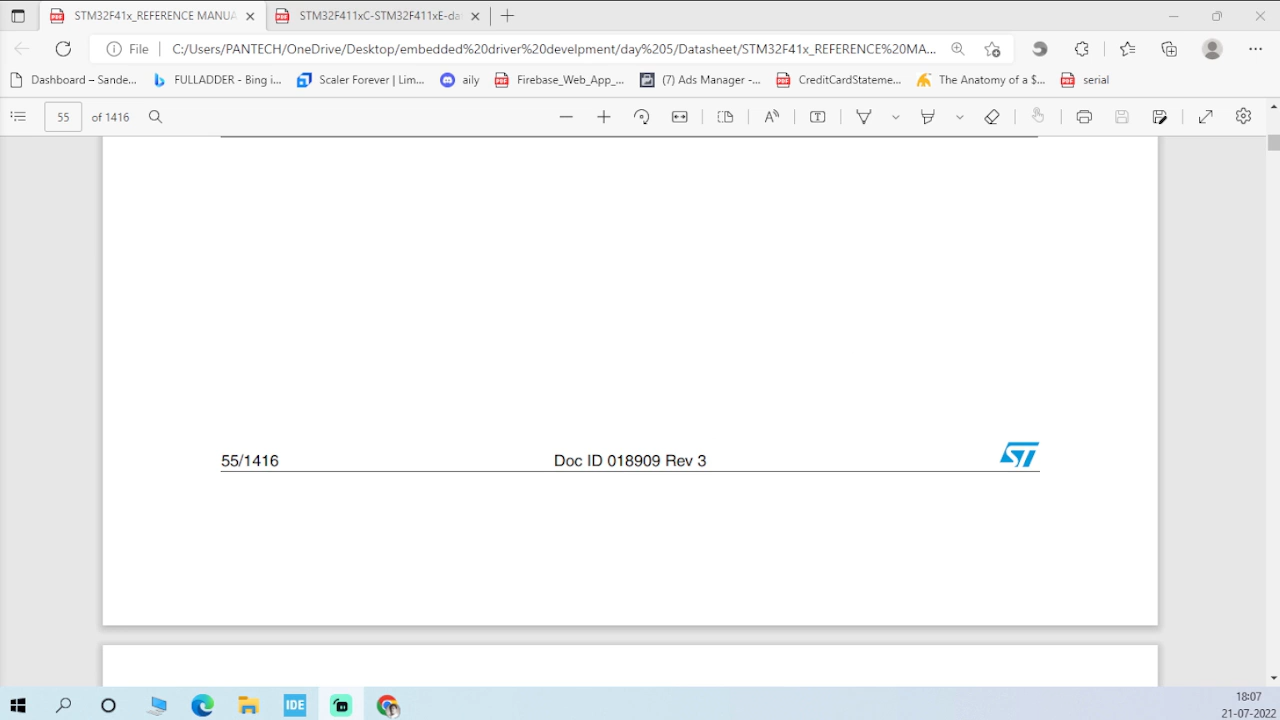 STM32F41x_REFERENCE MANUA
STM32F411xC-STM32F411xE-da
File
C:/Users/PANTECH/OneDrive/Desktop/embedded%20driver%20develpment/day%205/Datasheet/STM32F41x_REFERENCE%20MA...
Dashboard – Sande...
FULLADDER - Bing i...
Scaler Forever | Lim...
aily
Firebase_Web_App_...
(7) Ads Manager -...
CreditCardStateme...
The Anatomy of a $...
serial
55 of 1416
55/1416
Doc ID 018909 Rev 3
ST
IDE
18:07
21-07-2022